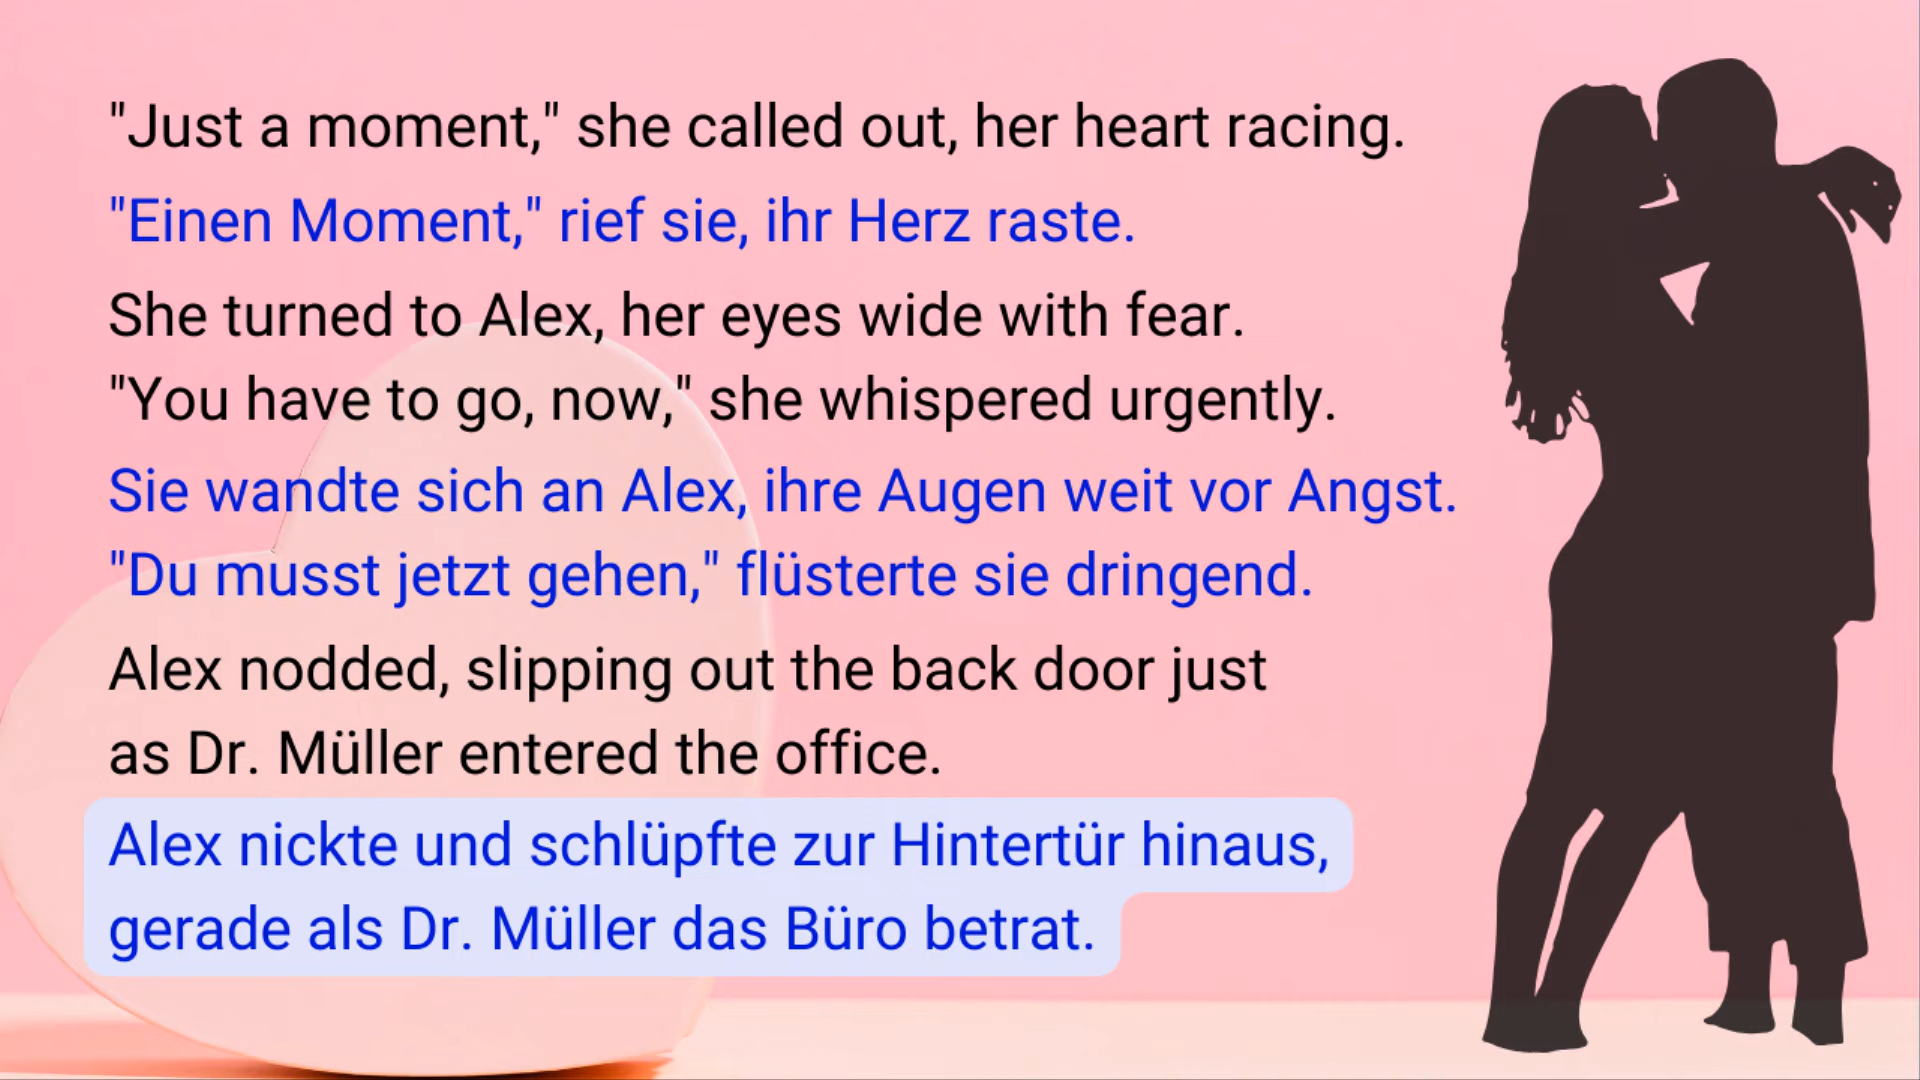 "Just a moment," she called out, her heart racing.
"Einen Moment," rief sie, ihr Herz raste.
She turned to Alex, her eyes wide with fear.
"You have to go, now," she whispered urgently.
Sie wandte sich an Alex, ihre Augen weit vor Angst.
"Du musst jetzt gehen," flüsterte sie dringend.
Alex nodded, slipping out the back door just
as Dr. Müller entered the office.
Alex nickte und schlüpfte zur Hintertür hinaus,
gerade als Dr. Müller das Büro betrat.